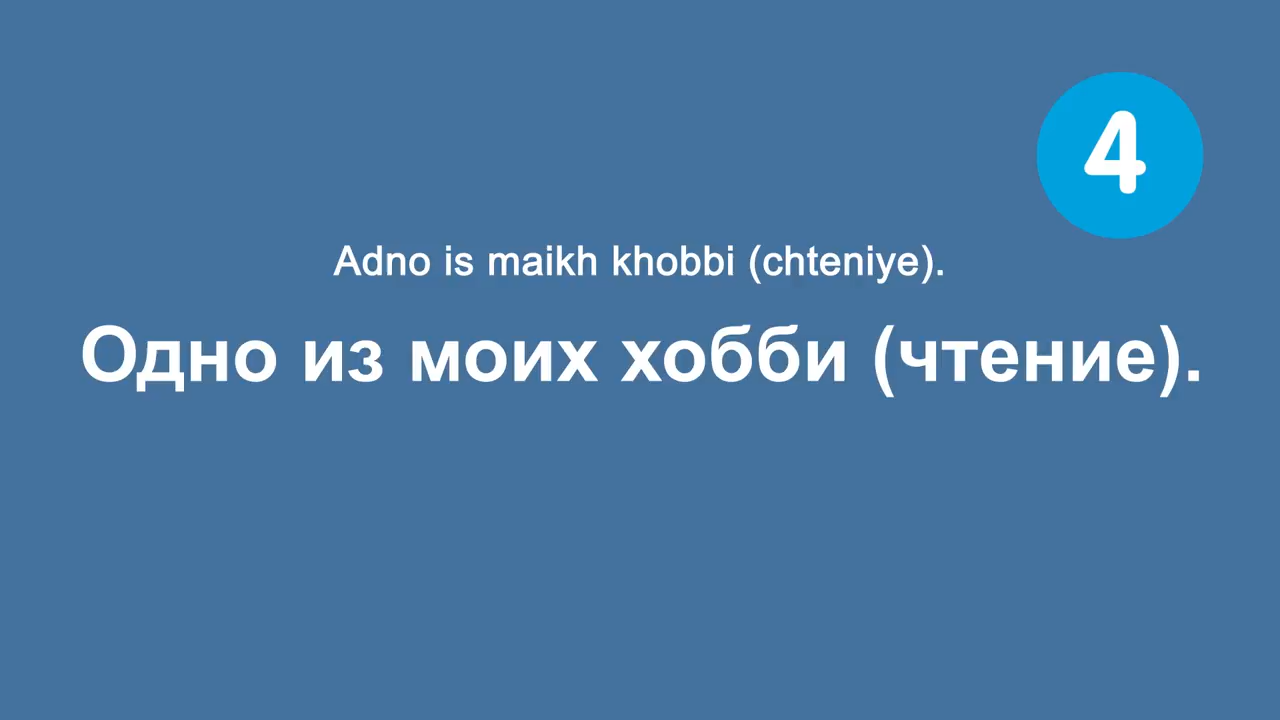 4
Adno is maikh khobbi (chteniye).
Одно из моих хобби (чтение).